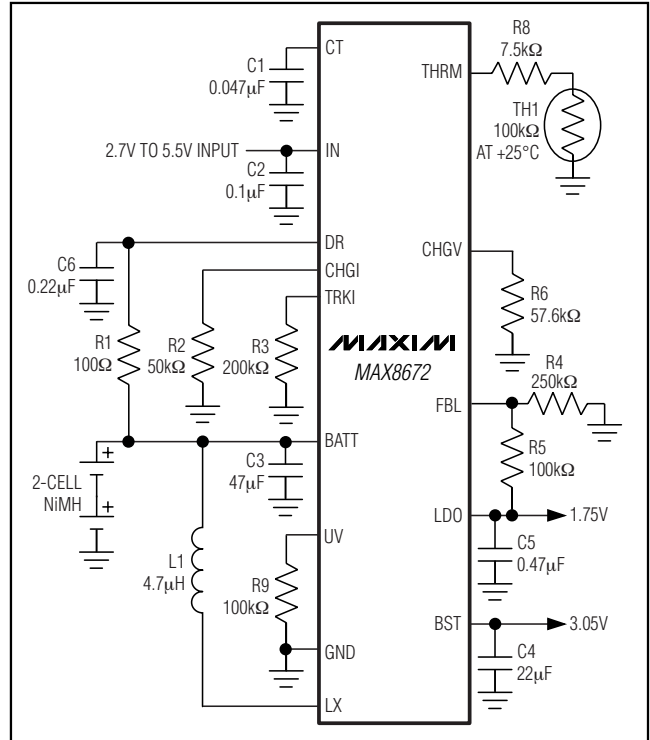 CT
C1
0.047μF
2.7V TO 5.5V INPUT
IN
C2
0.1μF
DR
C6
0.22μF
CHGI
TRKI
R1
100Ω
R2
50kΩ
R3
200kΩ
BATT
2-CELL
NiMH
+
+
C3
47μF
UV
L1
4.7μH
R9
100kΩ
GND
LX
MAXIM
MAX8672
THRM
R8
7.5kΩ
TH1
100kΩ
AT +25°C
CHGV
R6
57.6kΩ
FBL
R4
250kΩ
R5
100kΩ
LDO
1.75V
C5
0.47μF
BST
3.05V
C4
22μF